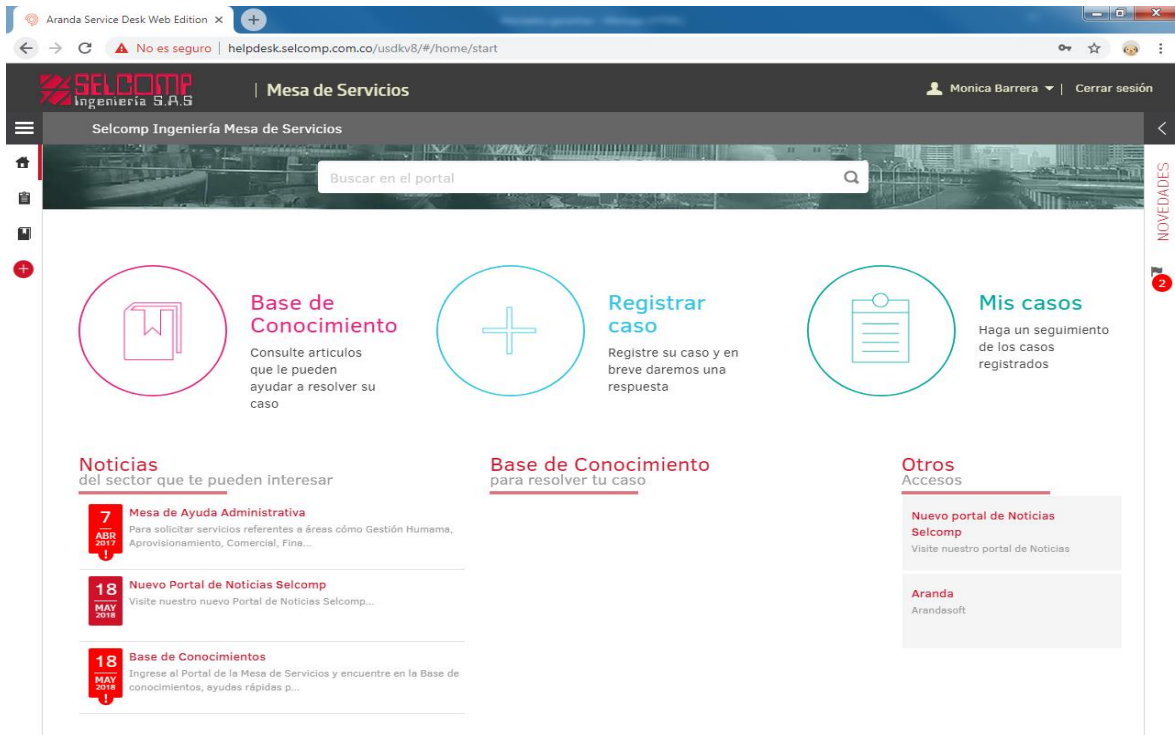 Aranda Service Desk Web Edition
No es seguro | helpdesk.selcomp.com.co/usdkv8/#/home/start
SELCOMP
Ingeniería S.A.S
| Mesa de Servicios
Monica Barrera | Cerrar sesión
Selcomp Ingeniería Mesa de Servicios
Buscar en el portal
NOVEDADES
2
Base de
Conocimiento
Consulte articulos
que le pueden
ayudar a resolver su
caso
Registrar
caso
Registre su caso y en
breve daremos una
respuesta
Mis casos
Haga un seguimiento
de los casos
registrados
Noticias
del sector que te pueden interesar
7
ABR
2017
Mesa de Ayuda Administrativa
Para solicitar servicios referentes a áreas cómo Gestión Humama,
Aprovisionamiento, Comercial, Fina...
18
MAY
2018
Nuevo Portal de Noticias Selcomp
Visite nuestro nuevo Portal de Noticias Selcomp...
18
MAY
2018
Base de Conocimientos
Ingrese al Portal de la Mesa de Servicios y encuentre en la Base de
conocimientos, ayudas rápidas p...
Base de Conocimiento
para resolver tu caso
Otros
Accesos
Nuevo portal de Noticias
Selcomp
Visite nuestro portal de Noticias
Aranda
Arandasoft